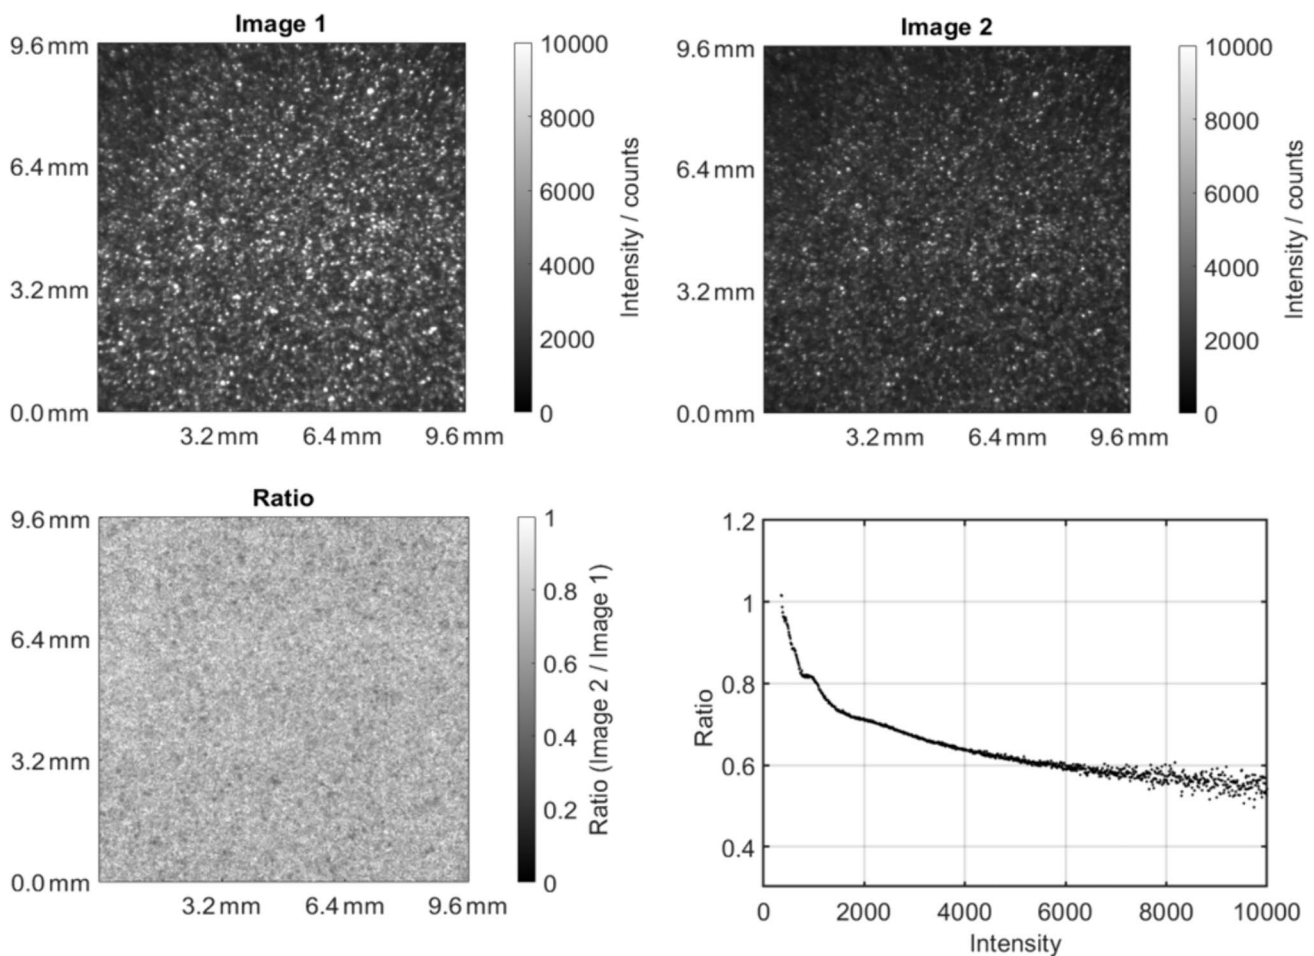 Image 1
9.6 mm
6.4 mm
3.2 mm
0.0 mm
3.2 mm
6.4 mm
9.6 mm
10000
8000
6000
4000
2000
0
Intensity / counts
Image 2
9.6 mm
6.4 mm
3.2 mm
0.0 mm
3.2 mm
6.4 mm
9.6 mm
10000
8000
6000
4000
2000
0
Intensity / counts
Ratio
9.6 mm
6.4 mm
3.2 mm
0.0 mm
3.2 mm
6.4 mm
9.6 mm
1
0.8
0.6
0.4
0.2
0
Ratio (Image 2 / Image 1)
1.2
1
0.8
0.6
0.4
Ratio
0
2000
4000
6000
8000
10000
Intensity